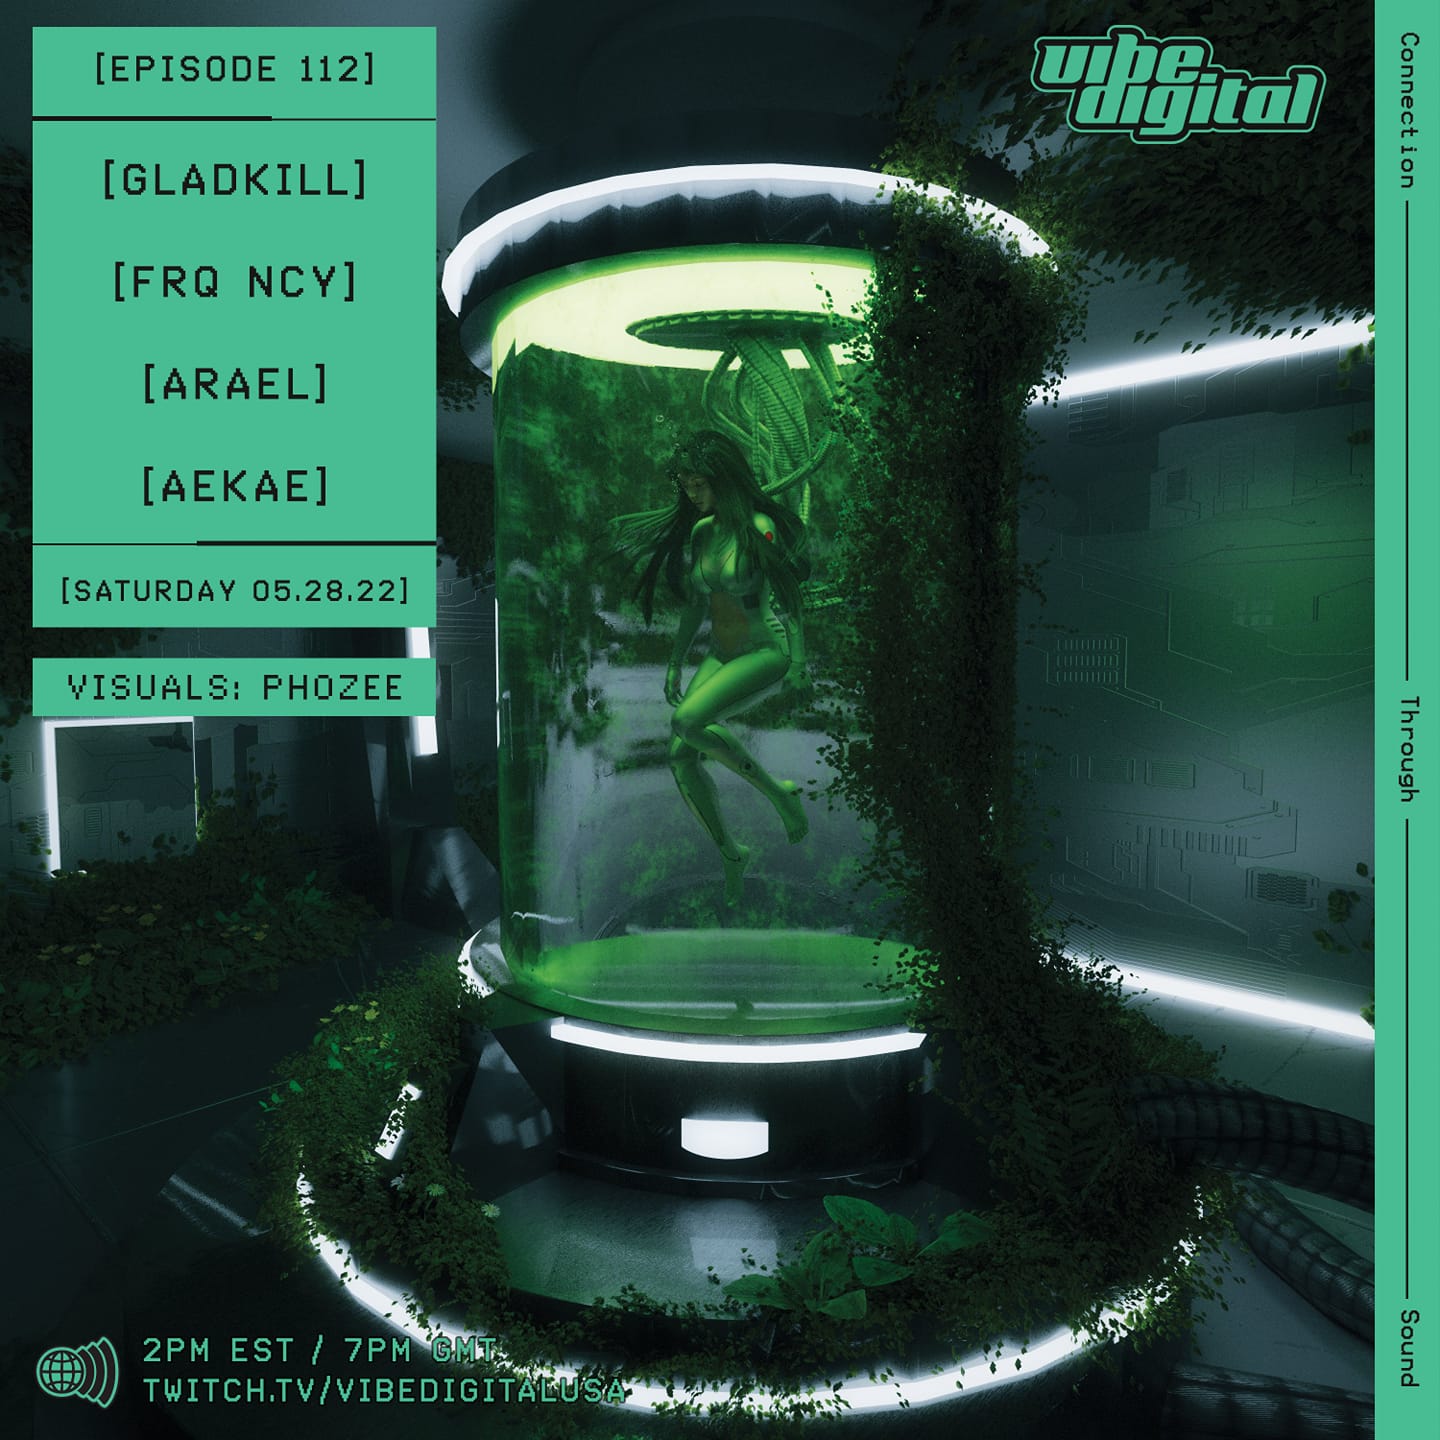 [EPISODE 112]
[GLADKILL]
[FRQ NCY]
[ARAEL]
[AEKAE]
[SATURDAY 05.28.22]
VISUALS: PHOZEE
vibe
digital
Connection
Through
Sound
2PM EST / 7PM GMT
TWITCH.TV/VIBEDIGITALUSA